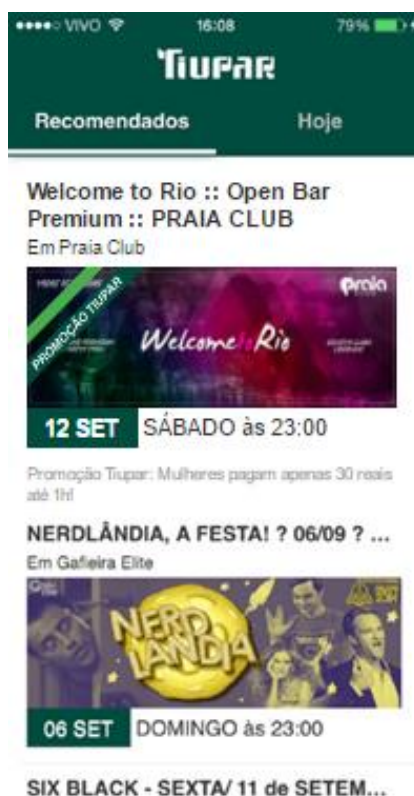 VIVO 16:08 79%
TIUPAR
Recomendados Hoje
Welcome to Rio :: Open Bar
Premium :: PRAIA CLUB
Em Praia Club
PROMOÇÃO TIUPAR
Praia
Welcome to Rio
12 SET SÁBADO às 23:00
Promoção Tiupar: Mulheres pagam apenas 30 reais
até 1h!
NERDLÂNDIA, A FESTA! ? 06/09 ? ...
Em Gafieira Elite
NERD
LANDIA
06 SET DOMINGO às 23:00
SIX BLACK - SEXTA/ 11 de SETEM...